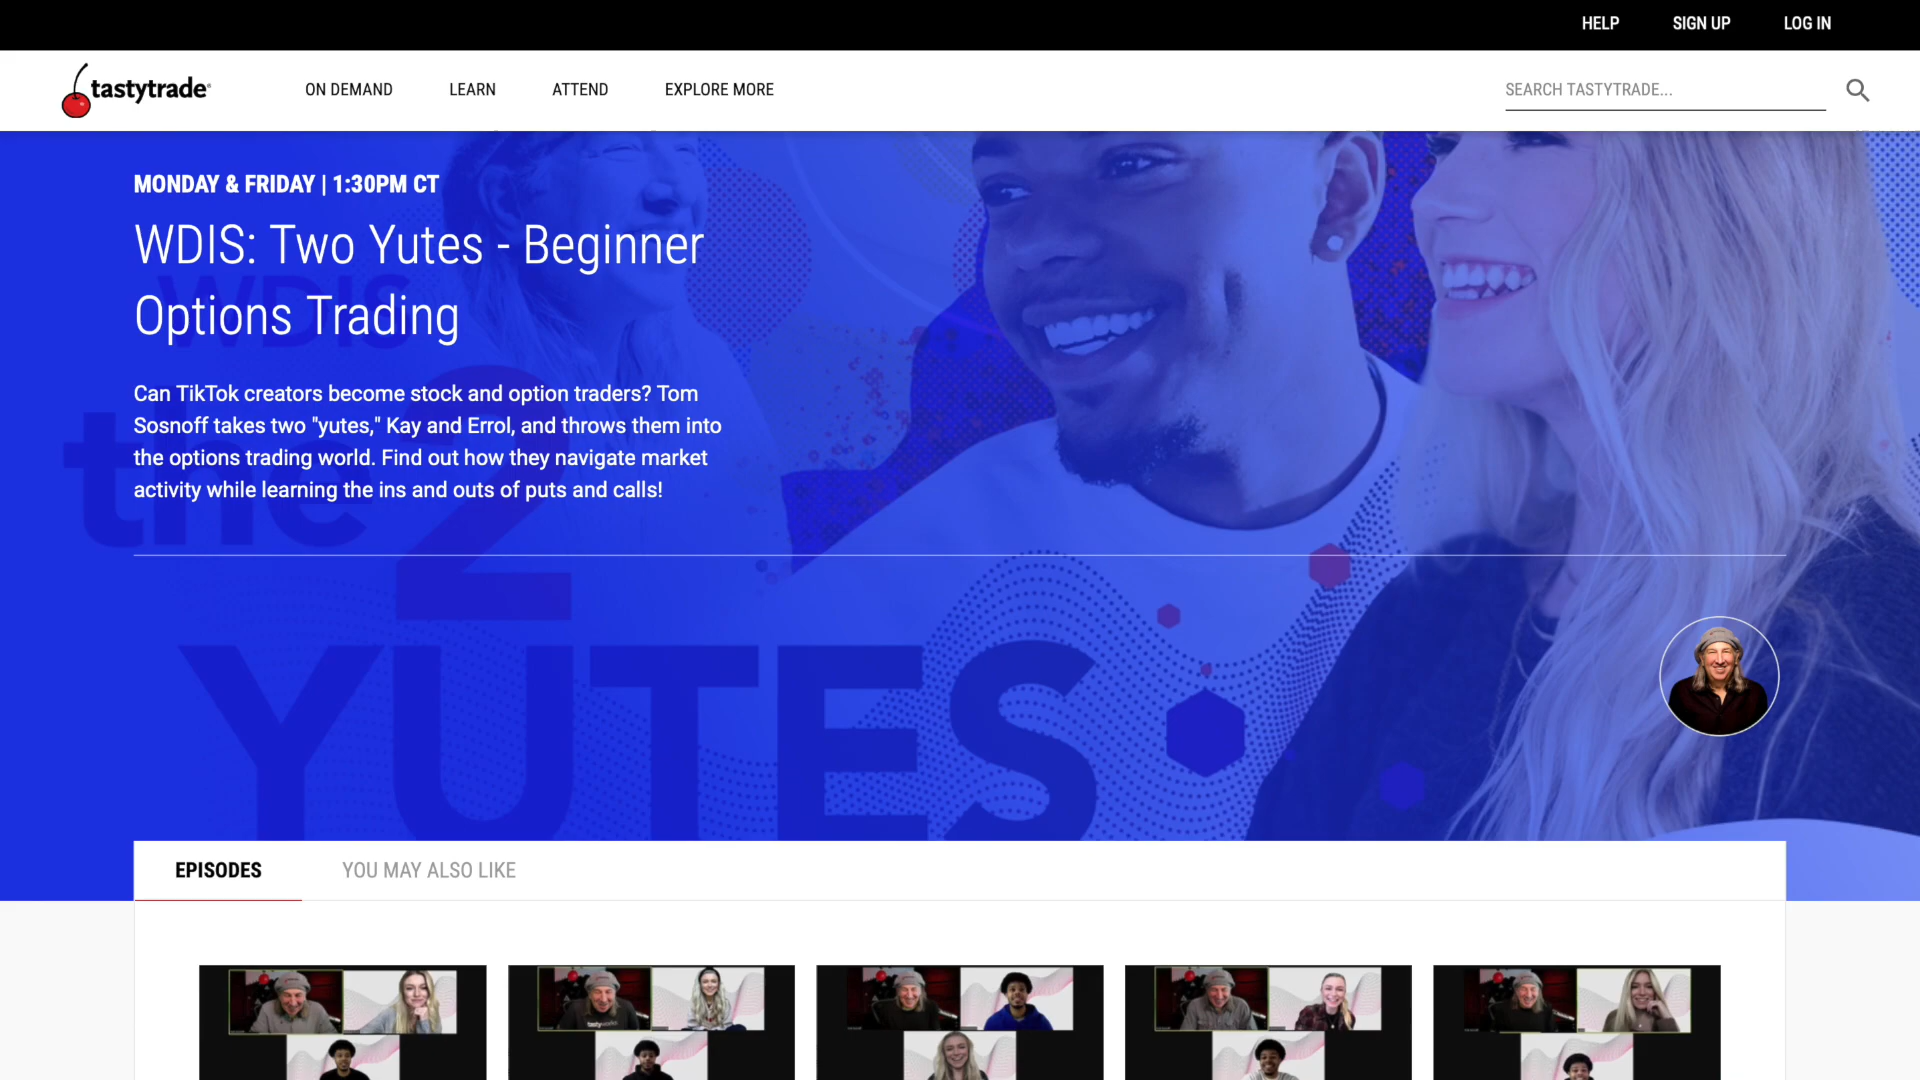 HELP SIGN UP LOG IN
tastytrade
ON DEMAND LEARN ATTEND EXPLORE MORE SEARCH TASTYTRADE...
MONDAY & FRIDAY | 1:30PM CT
WDIS: Two Yutes - Beginner
Options Trading
Can TikTok creators become stock and option traders? Tom
Sosnoff takes two "yutes," Kay and Errol, and throws them into
the options trading world. Find out how they navigate market
activity while learning the ins and outs of puts and calls!
WDIS
the 2
YUTES
EPISODES YOU MAY ALSO LIKE